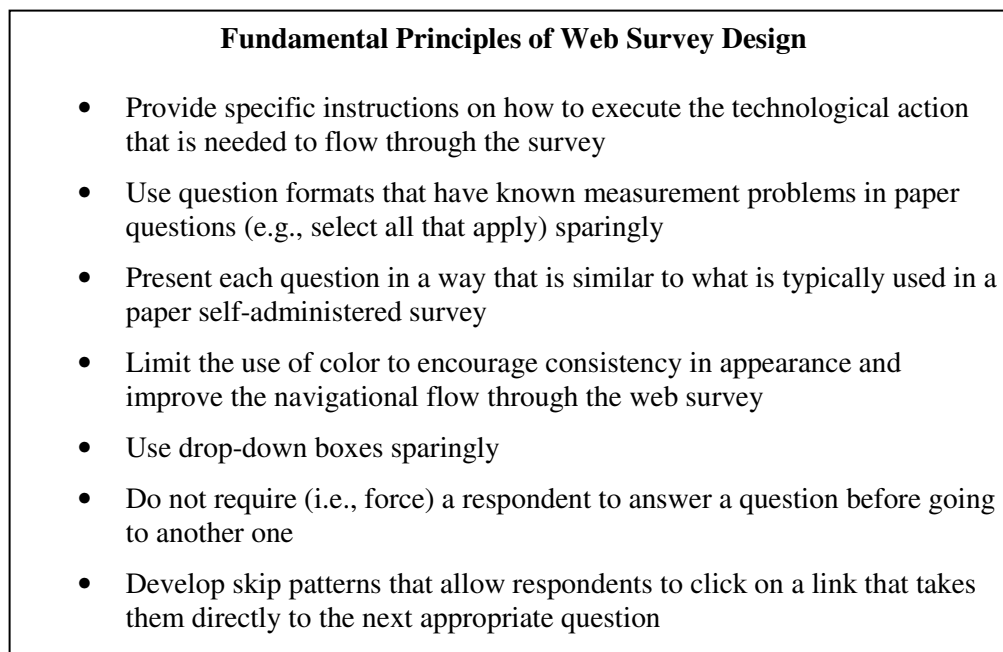 Fundamental Principles of Web Survey Design
• Provide specific instructions on how to execute the technological action
that is needed to flow through the survey
• Use question formats that have known measurement problems in paper
questions (e.g., select all that apply) sparingly
• Present each question in a way that is similar to what is typically used in a
paper self-administered survey
• Limit the use of color to encourage consistency in appearance and
improve the navigational flow through the web survey
• Use drop-down boxes sparingly
• Do not require (i.e., force) a respondent to answer a question before going
to another one
• Develop skip patterns that allow respondents to click on a link that takes
them directly to the next appropriate question